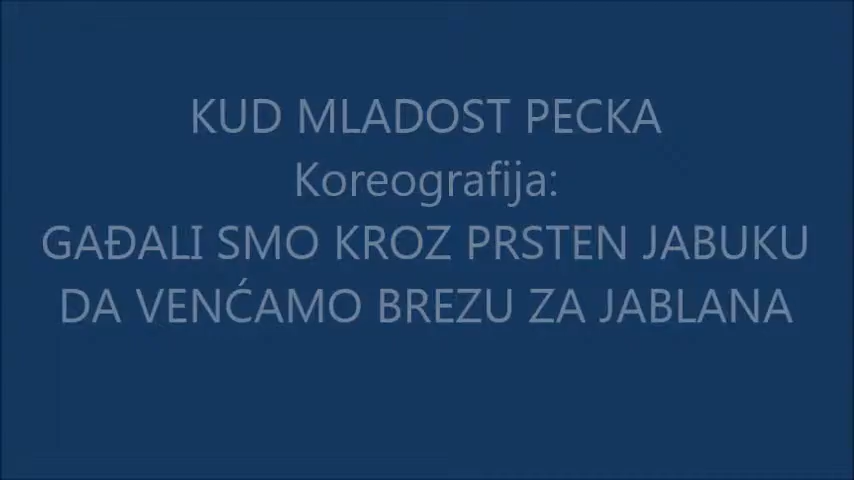 KUD MLADOST PECKA
Koreografija:
GAĐALI SMO KROZ PRSTEN JABUKU
DA VENĆAMO BREZU ZA JABLANA